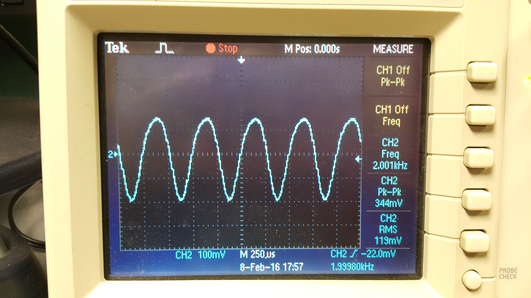 Tek Stop M Pos: 0.000s MEASURE
CH1 Off
Pk-Pk
CH1 Off
Freq
CH2
Freq
2.001kHz
2
CH2
Pk-Pk
344mV
CH2
RMS
119mV
CH2 100mV M 250µs CH2 -22.0mV
8-Feb-16 17:57 1.99980kHz
PROBE
CHECK